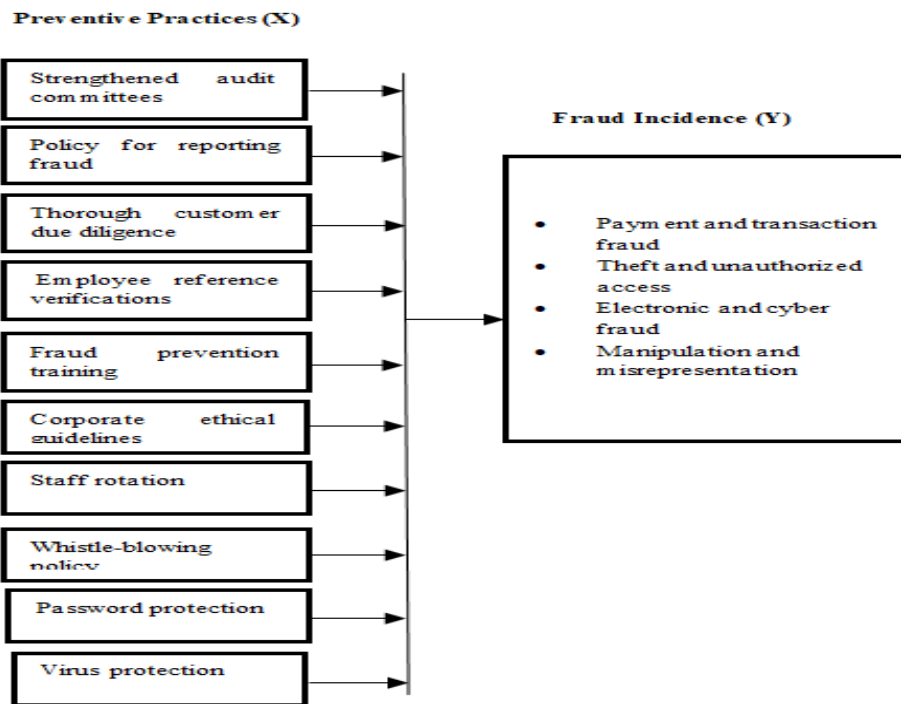 Preventive Practices (X)
Strengthened audit
committees
Policy for reporting
fraud
Thorough customer
due diligence
Employee reference
verifications
Fraud prevention
training
Corporate ethical
guidelines
Staff rotation
Whistle-blowing
policy
Password protection
Virus protection
Fraud Incidence (Y)
• Payment and transaction
fraud
• Theft and unauthorized
access
• Electronic and cyber
fraud
• Manipulation and
misrepresentation